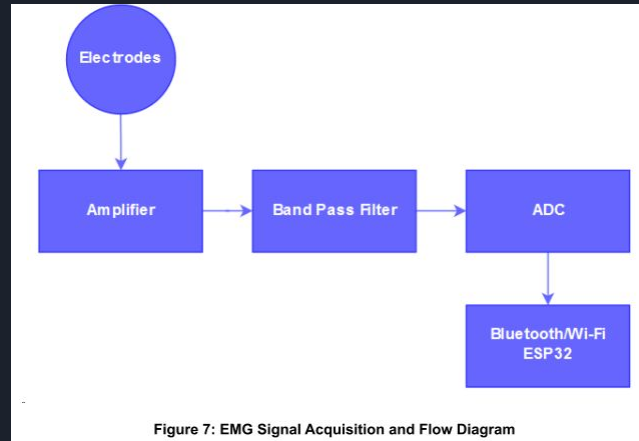 Electrodes
Amplifier
Band Pass Filter
ADC
Bluetooth/Wi-Fi
ESP32
Figure 7: EMG Signal Acquisition and Flow Diagram